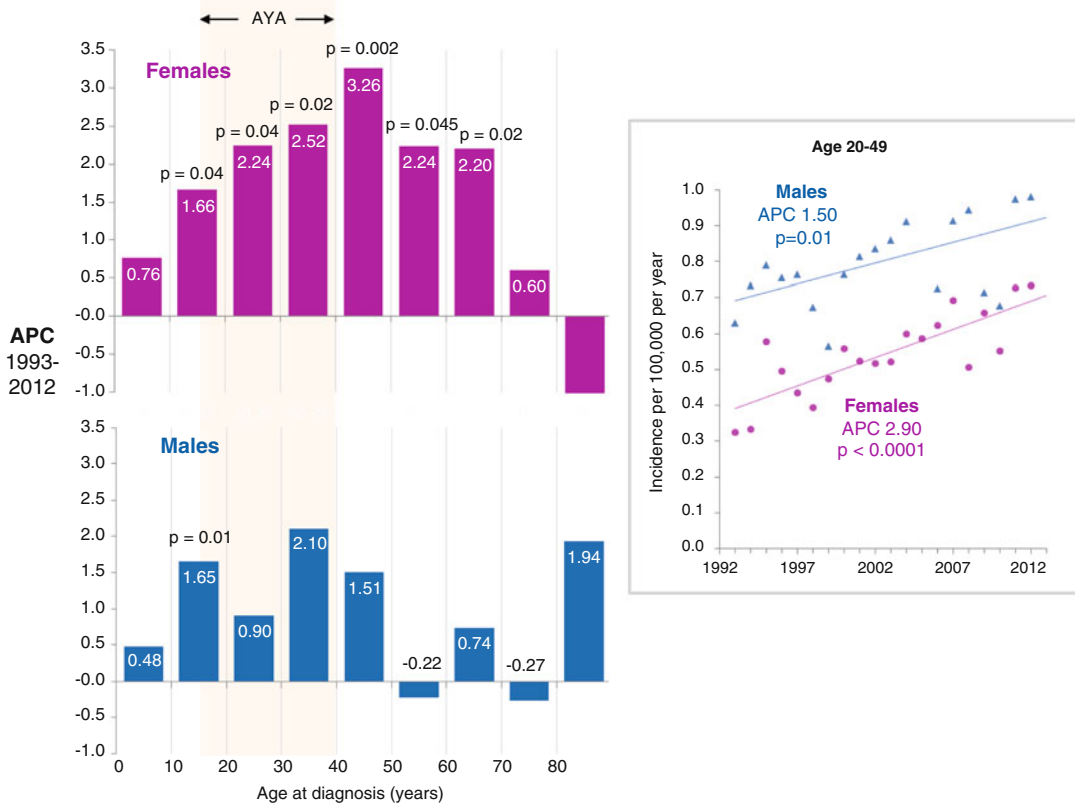 AYA
3.5
3.0
2.5
2.0
1.5
1.0
0.5
-0.0
-0.5
-1.0
Females
p = 0.04
p = 0.04
p = 0.02
p = 0.002
p = 0.045
p = 0.02
0.76
1.66
2.24
2.52
3.26
2.24
2.20
0.60
APC
1993-
2012
3.5
3.0
2.5
2.0
1.5
1.0
0.5
-0.0
-0.5
-1.0
Males
p = 0.01
0.48
1.65
0.90
2.10
1.51
-0.22
0.74
-0.27
1.94
0 10 20 30 40 50 60 70 80
Age at diagnosis (years)
Age 20-49
Incidence per 100,000 per year
1.0
0.9
0.8
0.7
0.6
0.5
0.4
0.3
0.2
0.1
0.0
Males
APC 1.50
p=0.01
Females
APC 2.90
p < 0.0001
1992 1997 2002 2007 2012